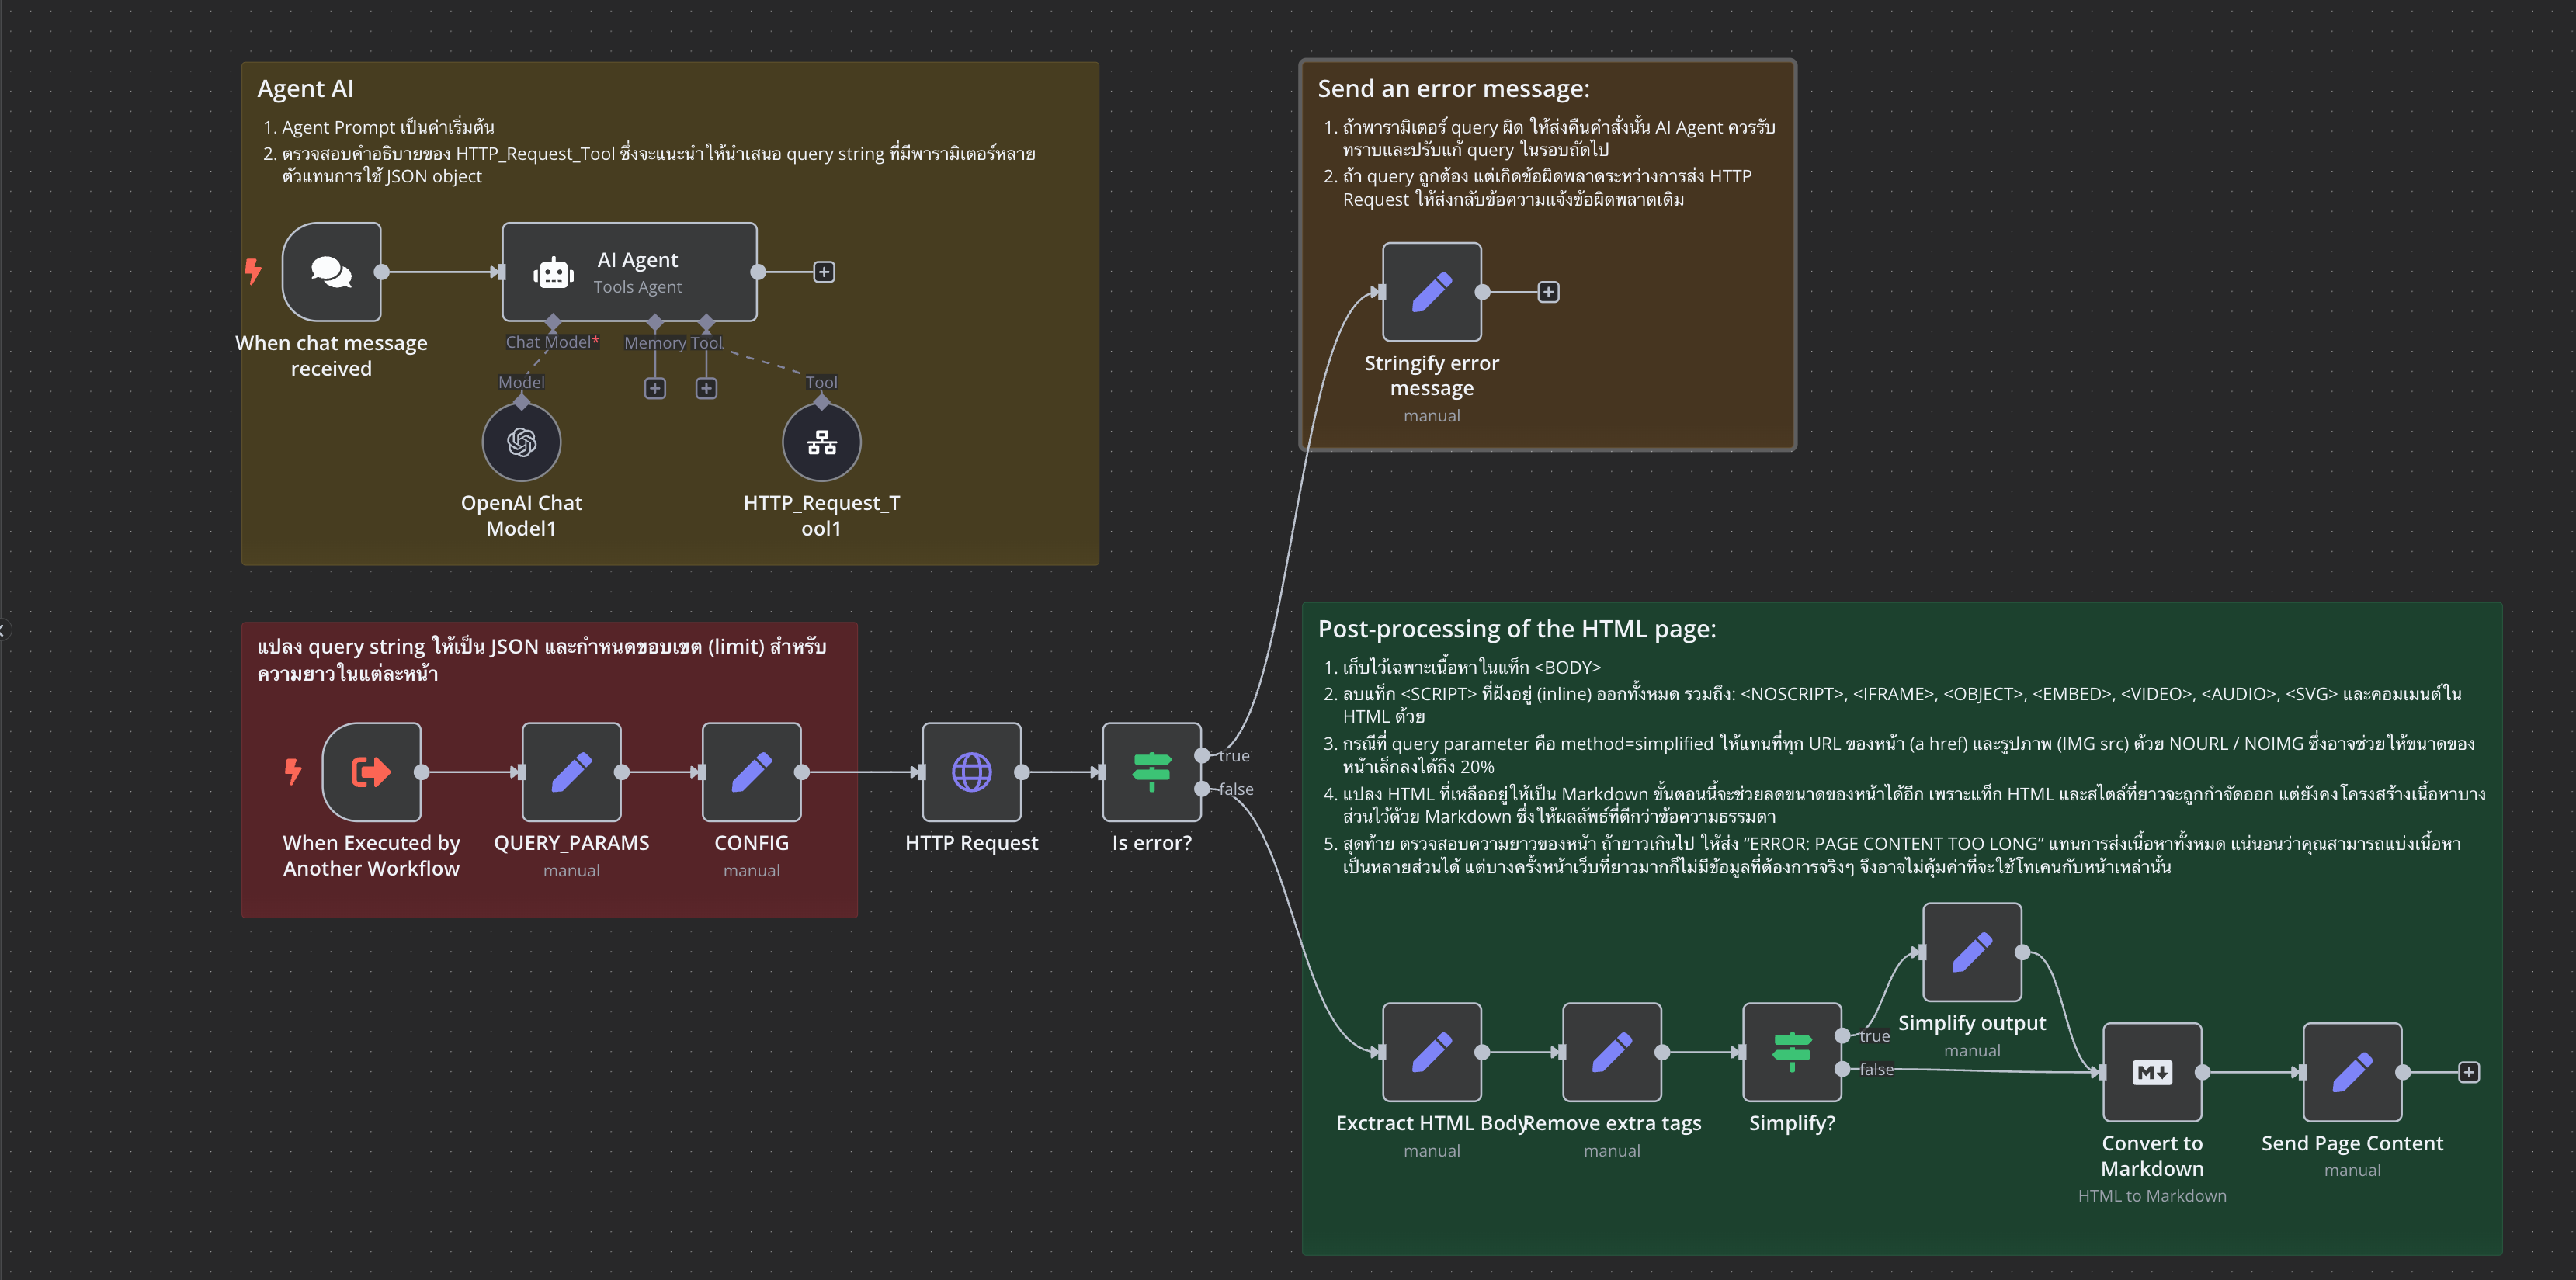 Agent AI
1. Agent Prompt เป็นค่าเริ่มต้น
2. ตรวจสอบคำอธิบายของ HTTP_Request_Tool ซึ่งจะแนะนำให้นำเสนอ query string ที่มีพารามิเตอร์หลาย
ตัวแทนการใช้ JSON object
When chat message
received
AI Agent
Tools Agent
Chat Model*
Memory
Tool
Model
Tool
OpenAI Chat
Model1
HTTP_Request_T
ool1
Send an error message:
1. ถ้าพารามิเตอร์ query ผิด ให้ส่งคืนคำสั่งนั้น AI Agent ควรรับ
ทราบและปรับแก้ query ในรอบถัดไป
2. ถ้า query ถูกต้อง แต่เกิดข้อผิดพลาดระหว่างการส่ง HTTP
Request ให้ส่งกลับข้อความแจ้งข้อผิดพลาดเดิม
Stringify error
message
manual
แปลง query string ให้เป็น JSON และกำหนดขอบเขต (limit) สำหรับ
ความยาวในแต่ละหน้า
When Executed by
Another Workflow
QUERY_PARAMS
manual
CONFIG
manual
HTTP Request
Is error?
true
false
Post-processing of the HTML page:
1. เก็บไว้เฉพาะเนื้อหาในแท็ก <BODY>
2. ลบแท็ก <SCRIPT> ที่ฝังอยู่ (inline) ออกทั้งหมด รวมถึง: <NOSCRIPT>, <IFRAME>, <OBJECT>, <EMBED>, <VIDEO>, <AUDIO>, <SVG> และคอมเมนต์ใน
HTML ด้วย
3. กรณีที่ query parameter คือ method=simplified ให้แทนที่ทุก URL ของหน้า (a href) และรูปภาพ (IMG src) ด้วย NOURL / NOIMG ซึ่งอาจช่วยให้ขนาดของ
หน้าเล็กลงได้ถึง 20%
4. แปลง HTML ที่เหลืออยู่ให้เป็น Markdown ขั้นตอนนี้จะช่วยลดขนาดของหน้าได้อีก เพราะแท็ก HTML และสไตล์ที่ยาวจะถูกกำจัดออก แต่ยังคงโครงสร้างเนื้อหาบาง
ส่วนไว้ด้วย Markdown ซึ่งให้ผลลัพธ์ที่ดีกว่าข้อความธรรมดา
5. สุดท้าย ตรวจสอบความยาวของหน้า ถ้ายาวเกินไป ให้ส่ง “ERROR: PAGE CONTENT TOO LONG” แทนการส่งเนื้อหาทั้งหมด แน่นอนว่าคุณสามารถแบ่งเนื้อหา
เป็นหลายส่วนได้ แต่บางครั้งหน้าเว็บที่ยาวมากก็ไม่มีข้อมูลที่ต้องการจริงๆ จึงอาจไม่คุ้มค่าที่จะใช้โทเคนกับหน้าเหล่านั้น
Exctract HTML Body
manual
Remove extra tags
manual
Simplify?
true
false
Simplify output
manual
Convert to
Markdown
HTML to Markdown
Send Page Content
manual